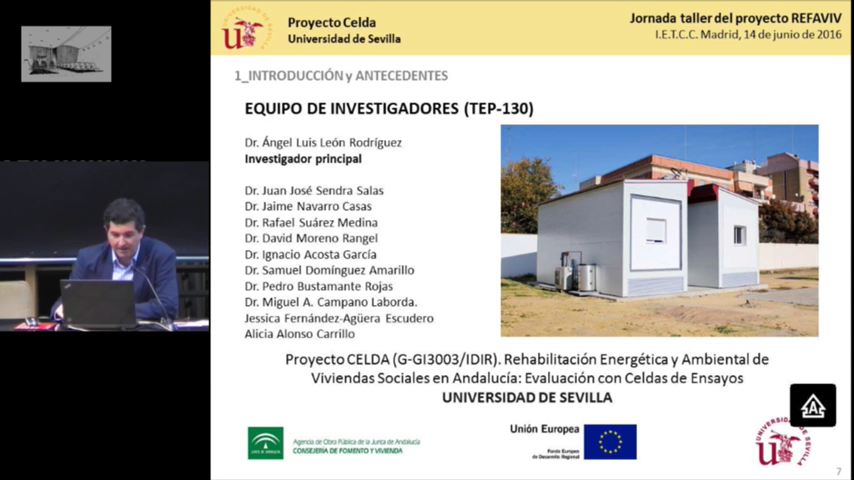 Proyecto Celda
Universidad de Sevilla
Jornada taller del proyecto REFAVIV
I.E.T.C.C. Madrid, 14 de junio de 2016
1_INTRODUCCIÓN y ANTECEDENTES
EQUIPO DE INVESTIGADORES (TEP-130)
Dr. Ángel Luis León Rodríguez
Investigador principal
Dr. Juan José Sendra Salas
Dr. Jaime Navarro Casas
Dr. Rafael Suárez Medina
Dr. David Moreno Rangel
Dr. Ignacio Acosta García
Dr. Samuel Domínguez Amarillo
Dr. Pedro Bustamante Rojas
Dr. Miguel A. Campano Laborda.
Jessica Fernández-Agüera Escudero
Alicia Alonso Carrillo
Proyecto CELDA (G-GI3003/IDIR). Rehabilitación Energética y Ambiental de
Viviendas Sociales en Andalucía: Evaluación con Celdas de Ensayos
UNIVERSIDAD DE SEVILLA
Agencia de Obra Pública de la Junta de Andalucía
CONSEJERÍA DE FOMENTO Y VIVIENDA
Unión Europea
Fondo Europeo
de Desarrollo Regional
7